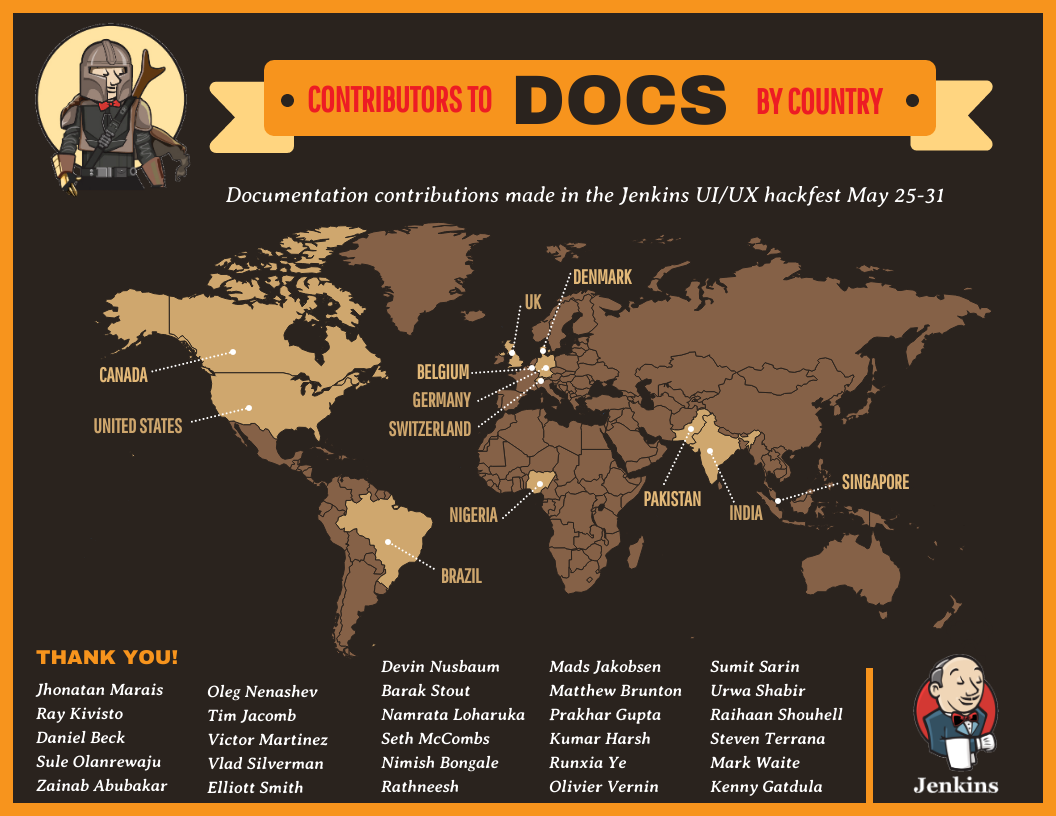 CONTRIBUTORS TO DOCS BY COUNTRY
Documentation contributions made in the Jenkins UI/UX hackfest May 25-31
DENMARK
UK
CANADA
BELGIUM
GERMANY
UNITED STATES
SWITZERLAND
SINGAPORE
PAKISTAN
NIGERIA
INDIA
BRAZIL
THANK YOU!
Jhonatan Marais
Ray Kivisto
Daniel Beck
Sule Olanrewaju
Zainab Abubakar
Oleg Nenashev
Tim Jacomb
Victor Martinez
Vlad Silverman
Elliott Smith
Devin Nusbaum
Barak Stout
Namrata Loharuka
Seth McCombs
Nimish Bongale
Rathneesh
Mads Jakobsen
Matthew Brunton
Prakhar Gupta
Kumar Harsh
Runxia Ye
Olivier Vernin
Sumit Sarin
Urwa Shabir
Raihaan Shouhell
Steven Terrana
Mark Waite
Kenny Gatdula
Jenkins